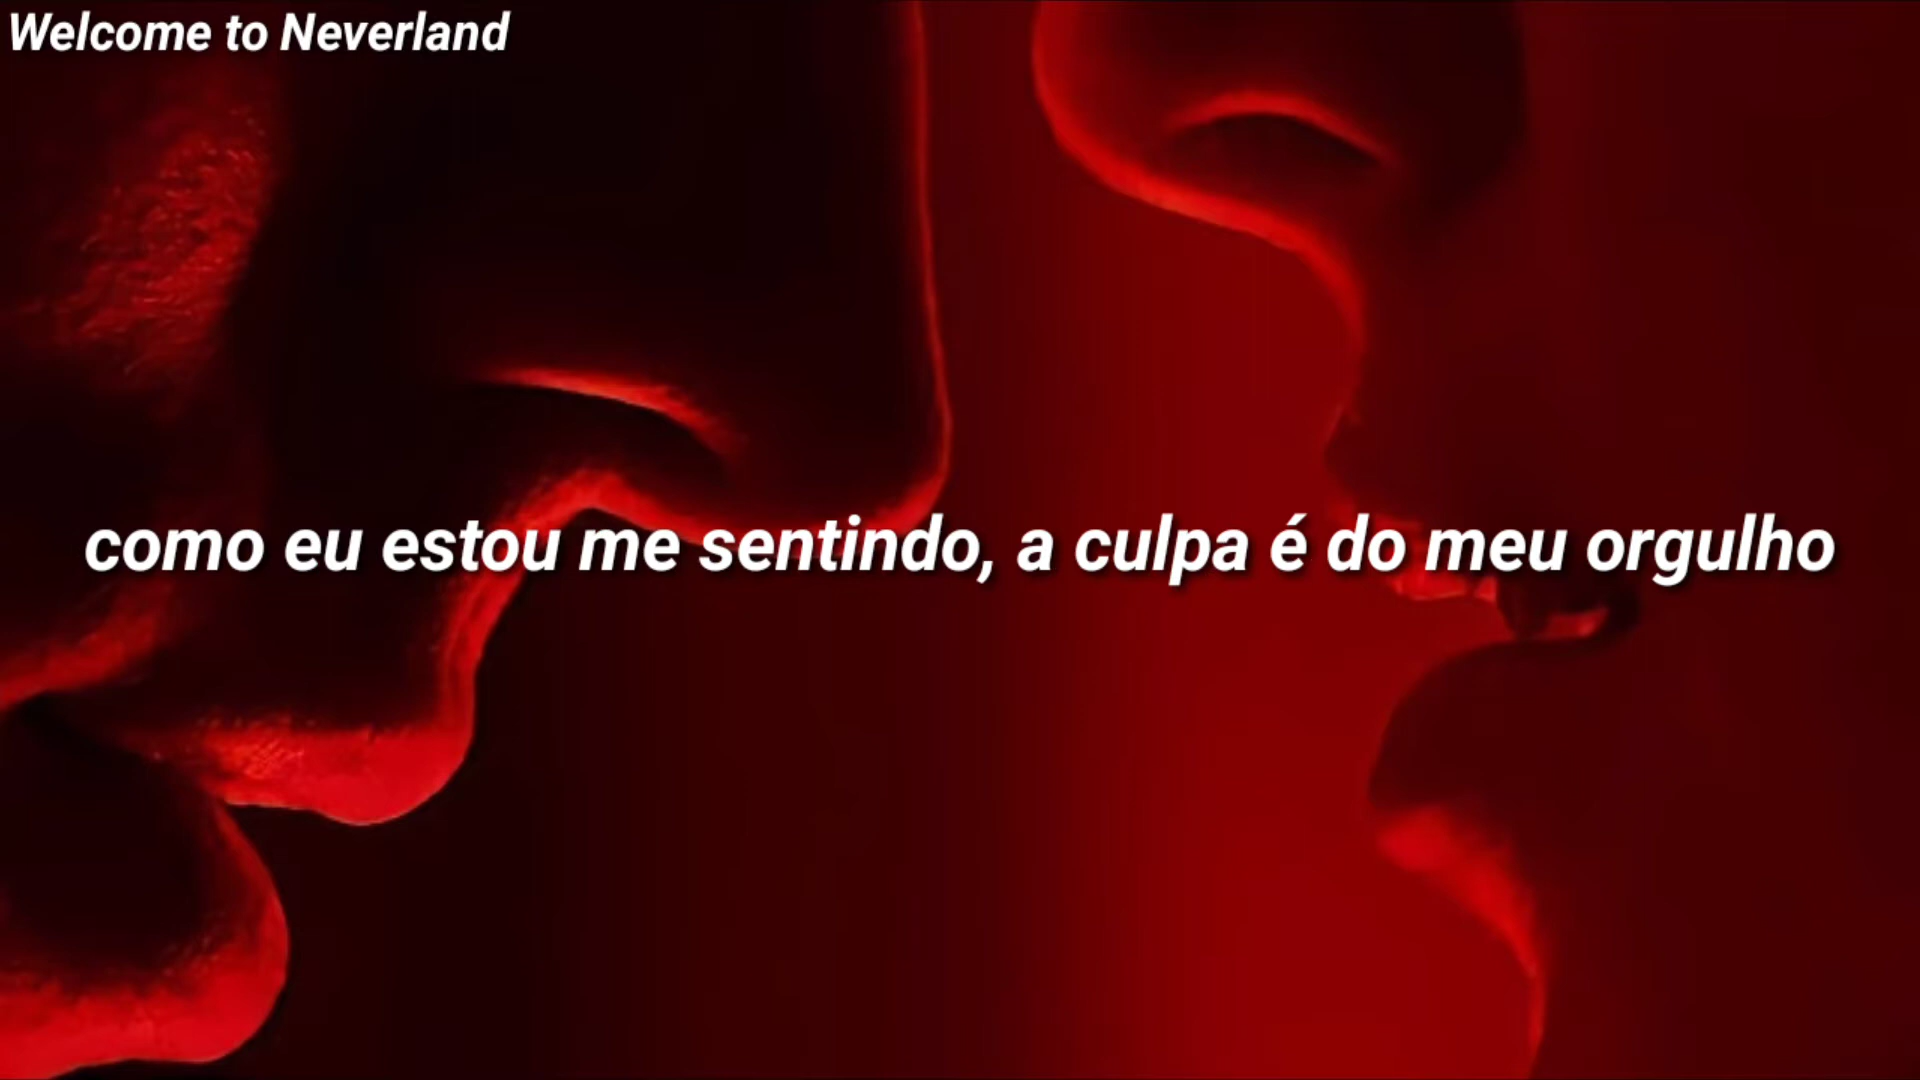 Welcome to Neverland
como eu estou me sentindo, a culpa é do meu orgulho